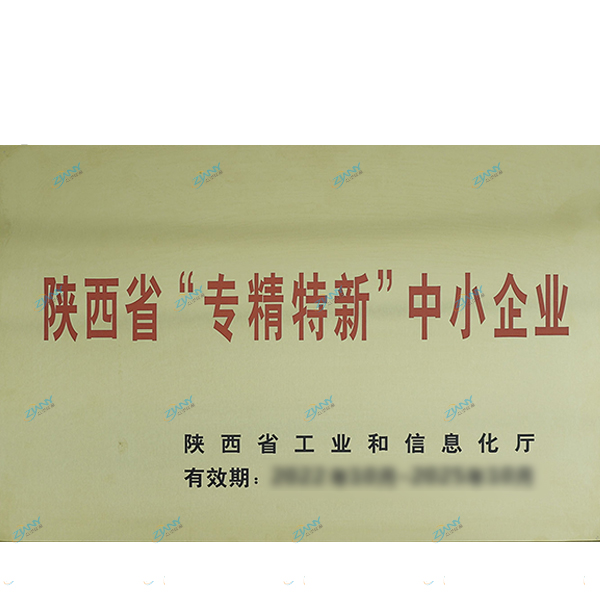 陕西省“专精特新”中小企业
陕西省工业和信息化厅
有效期：